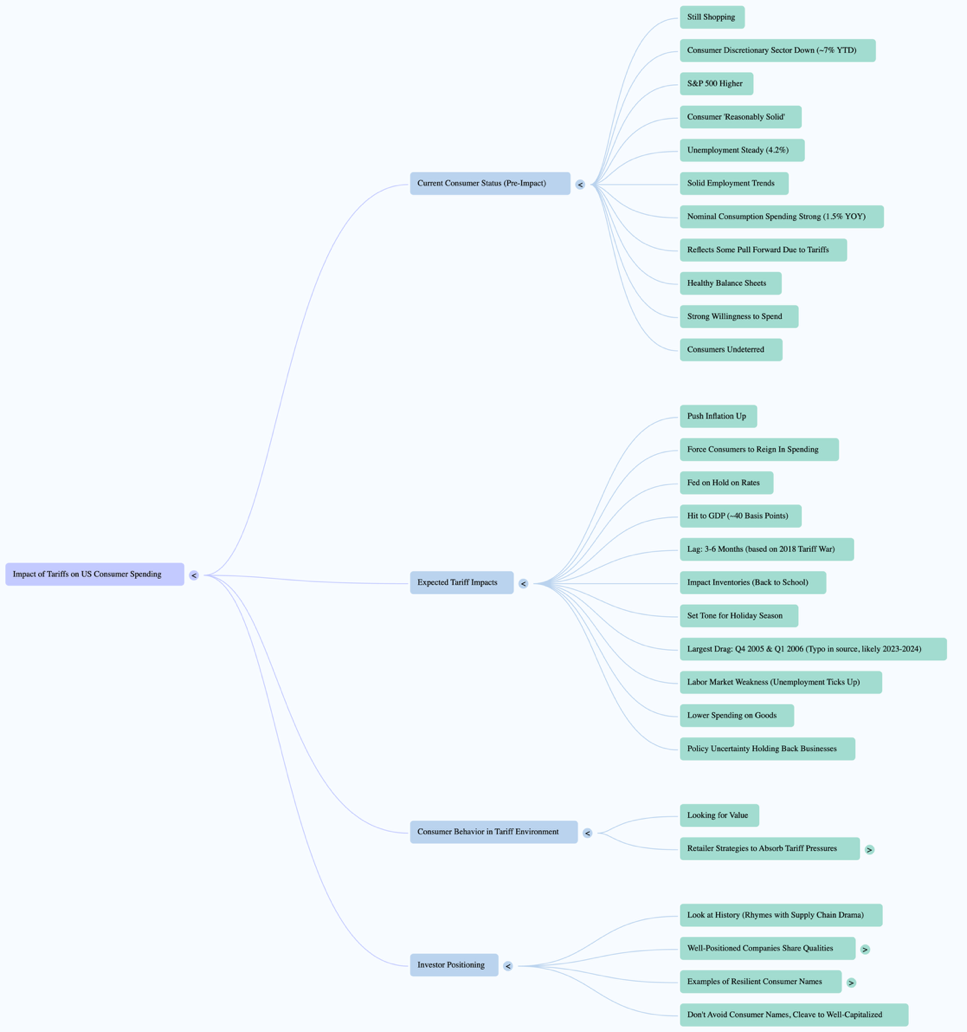 Impact of Tariffs on US Consumer Spending
<
Current Consumer Status (Pre-Impact)
<
Still Shopping
Consumer Discretionary Sector Down (~7% YTD)
S&P 500 Higher
Consumer 'Reasonably Solid'
Unemployment Steady (4.2%)
Solid Employment Trends
Nominal Consumption Spending Strong (1.5% YOY)
Reflects Some Pull Forward Due to Tariffs
Healthy Balance Sheets
Strong Willingness to Spend
Consumers Undeterred
Expected Tariff Impacts
<
Push Inflation Up
Force Consumers to Reign In Spending
Fed on Hold on Rates
Hit to GDP (~40 Basis Points)
Lag: 3-6 Months (based on 2018 Tariff War)
Impact Inventories (Back to School)
Set Tone for Holiday Season
Largest Drag: Q4 2005 & Q1 2006 (Typo in source, likely 2023-2024)
Labor Market Weakness (Unemployment Ticks Up)
Lower Spending on Goods
Policy Uncertainty Holding Back Businesses
Consumer Behavior in Tariff Environment
<
Looking for Value
Retailer Strategies to Absorb Tariff Pressures
>
Investor Positioning
<
Look at History (Rhymes with Supply Chain Drama)
Well-Positioned Companies Share Qualities
>
Examples of Resilient Consumer Names
>
Don't Avoid Consumer Names, Cleave to Well-Capitalized